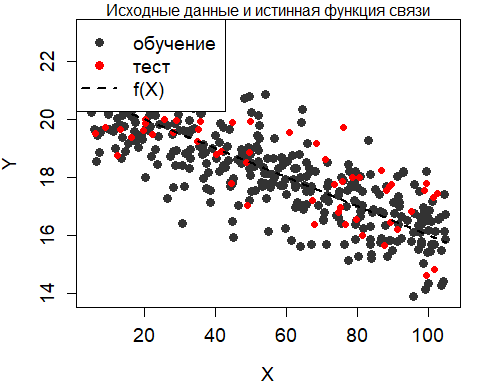 Исходные данные и истинная функция связи
обучение
тест
f(X)
Y
22
20
18
16
14
20
40
60
80
100
X